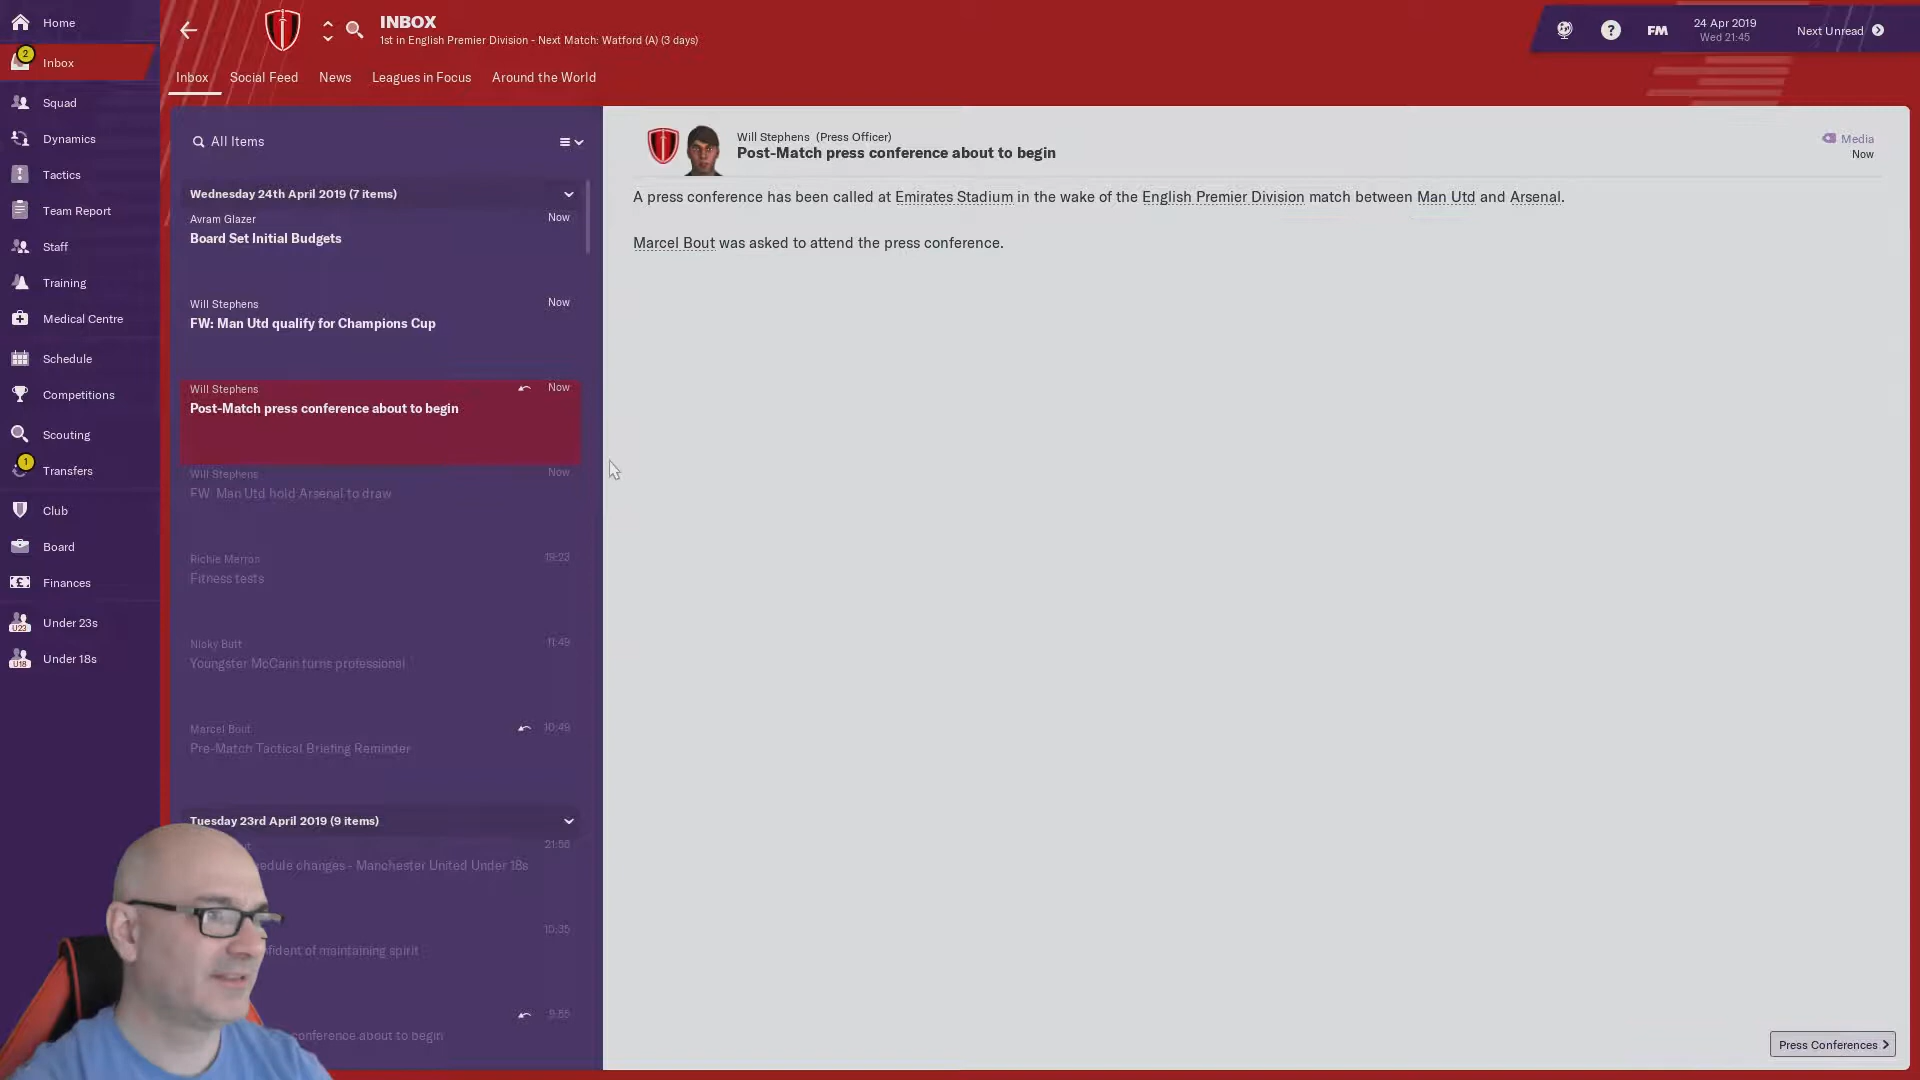 Home
2
Inbox
Squad
Dynamics
Tactics
Team Report
Staff
Training
Medical Centre
Schedule
Competitions
Scouting
1
Transfers
Club
Board
Finances
U23
Under 23s
U18
Under 18s
INBOX
1st in English Premier Division - Next Match: Watford (A) (3 days)
?
FM
24 Apr 2019
Wed 21:45
Next Unread
Inbox
Social Feed
News
Leagues in Focus
Around the World
All Items
Wednesday 24th April 2019 (7 items)
Avram Glazer
Now
Board Set Initial Budgets
Will Stephens
Now
FW: Man Utd qualify for Champions Cup
Will Stephens
Now
Post-Match press conference about to begin
Will Stephens
Now
FW: Man Utd hold Arsenal to draw
Richie Merron
Fitness tests
Nicky Butt
11:49
Youngster McCann turns professional
Marcel Bout
10:49
Pre-Match Tactical Briefing Reminder
Tuesday 23rd April 2019 (9 items)
edule changes - Manchester United Under 18s
10:35
fident of maintaining spirit
conference about to begin
Will Stephens (Press Officer)
Post-Match press conference about to begin
Media
Now
A press conference has been called at Emirates Stadium in the wake of the English Premier Division match between Man Utd and Arsenal.
Marcel Bout was asked to attend the press conference.
Press Conferences